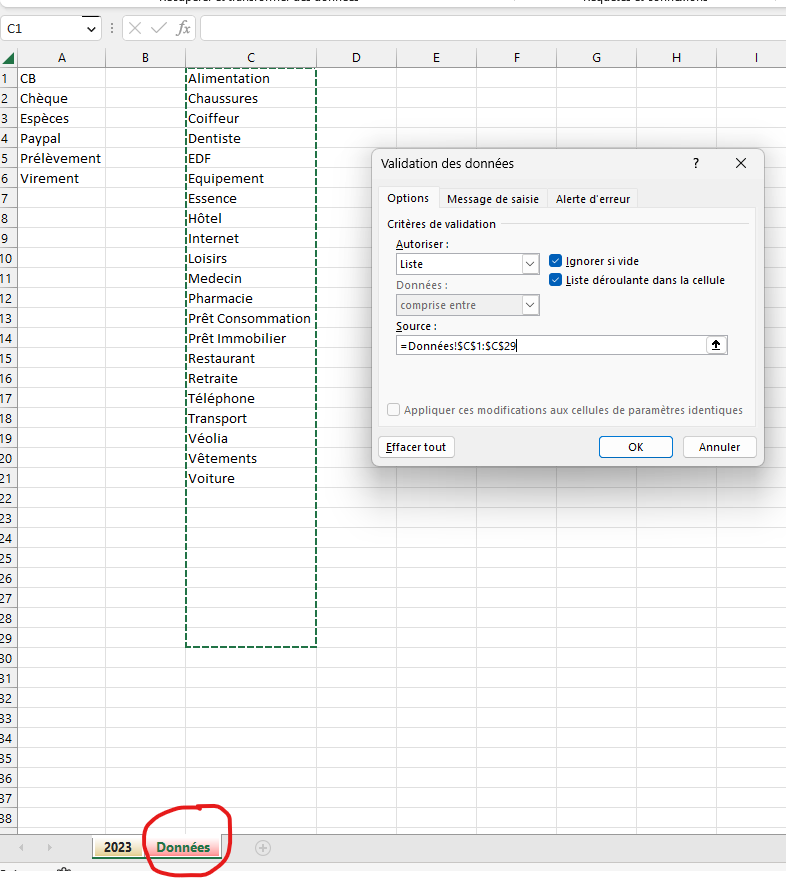 C1 fx
A B C D E F G H I
1 CB Alimentation
2 Chèque Chaussures
3 Espèces Coiffeur
4 Paypal Dentiste
5 Prélèvement EDF
6 Virement Equipement
7 Essence
8 Hôtel
9 Internet
10 Loisirs
11 Medecin
12 Pharmacie
13 Prêt Consommation
14 Prêt Immobilier
15 Restaurant
16 Retraite
17 Téléphone
18 Transport
19 Véolia
20 Vêtements
21 Voiture
22
23
24
25
26
27
28
29
30
31
32
33
34
35
36
37
38
Validation des données ?
Options Message de saisie Alerte d'erreur
Critères de validation
Autoriser :
Liste Ignorer si vide
Données : Liste déroulante dans la cellule
comprise entre
Source :
=Données!$C$1:$C$29
Appliquer ces modifications aux cellules de paramètres identiques
Effacer tout OK Annuler
2023 Données